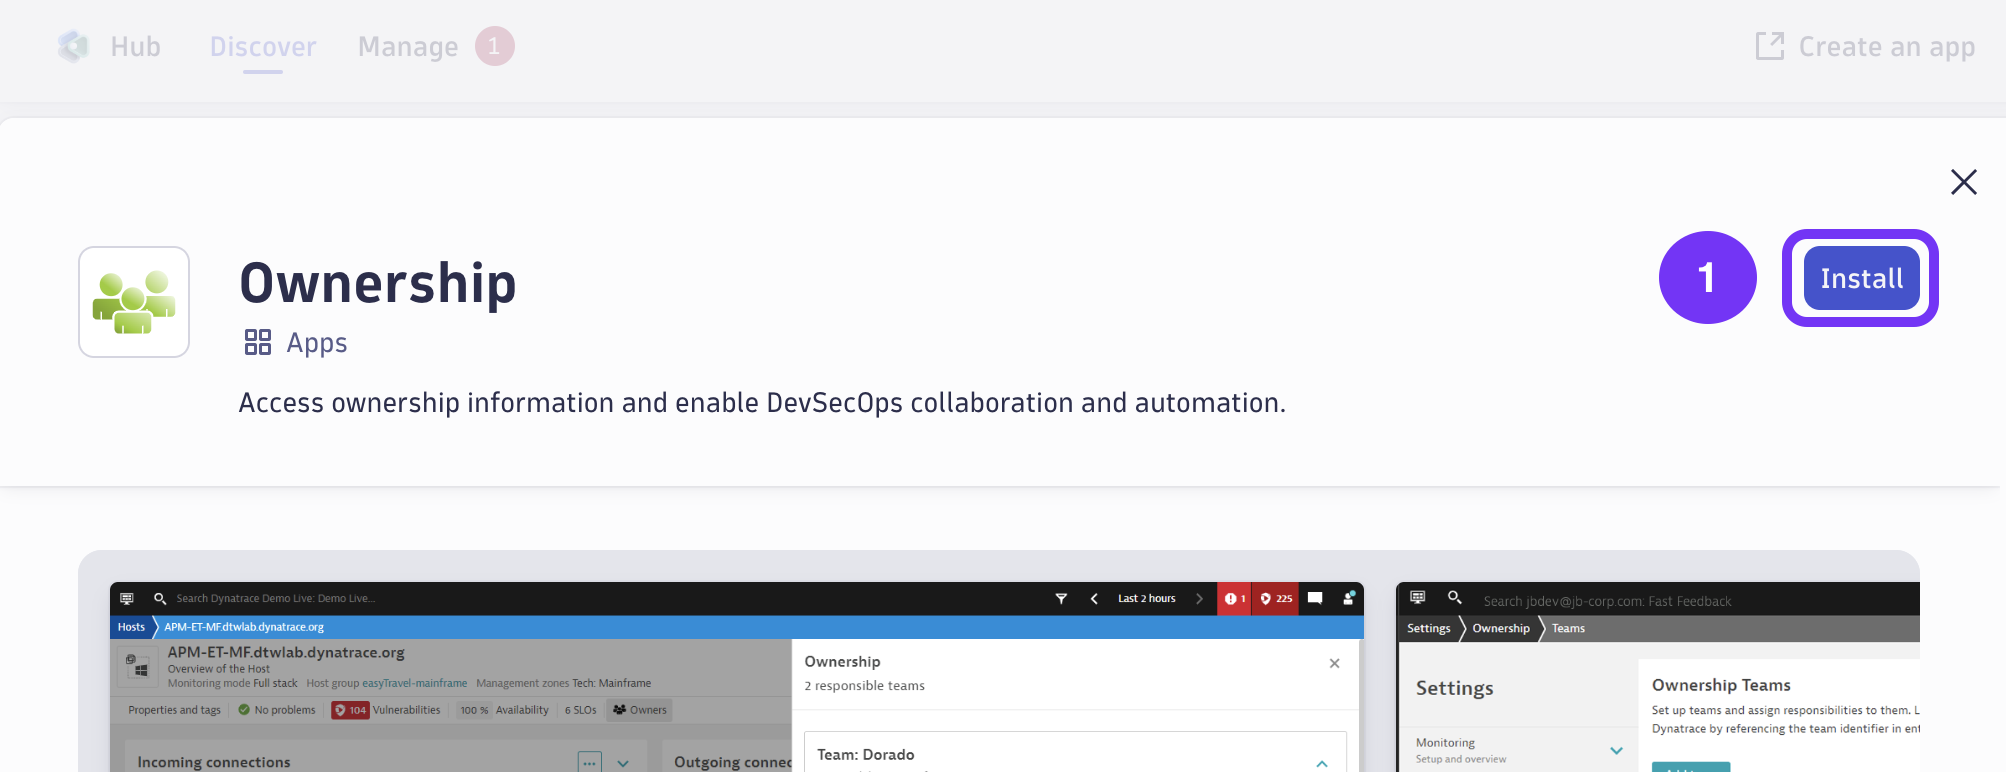 Hub Discover Manage 1 Create an app
Ownership
1 Install
Apps
Access ownership information and enable DevSecOps collaboration and automation.
Search Dynatrace Demo Live: Demo Live...
Last 2 hours
1 225
Hosts APM-ET-MF.dtwlab.dynatrace.org
APM-ET-MF.dtwlab.dynatrace.org
Overview of the Host
Monitoring mode Full stack Host group easyTravel-mainframe Management zones Tech: Mainframe
Properties and tags No problems 104 Vulnerabilities 100 % Availability 6 SLOs Owners
Incoming connections
Outgoing connec
Ownership
2 responsible teams
Team: Dorado
Search jbdev@jb-corp.com: Fast Feedback
Settings Ownership Teams
Settings
Monitoring
Setup and overview
Ownership Teams
Set up teams and assign responsibilities to them. L
Dynatrace by referencing the team identifier in ent